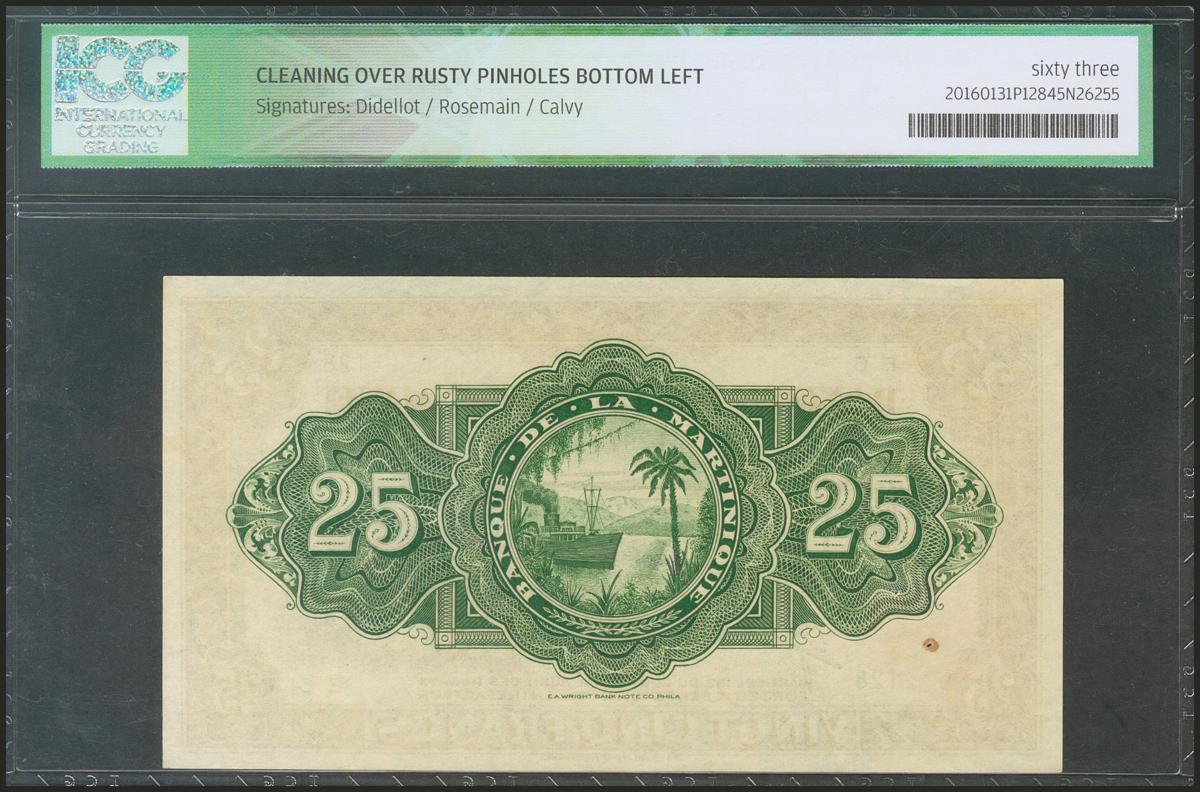 ICG
INTERNATIONAL
CURRENCY
GRADING
CLEANING OVER RUSTY PINHOLES BOTTOM LEFT
Signatures: Didellot / Rosemain / Calvy
sixty three
20160131P12845N26255
BANQUE · DE · LA · MARTINIQUE
25
25
E.A.WRIGHT BANK NOTE CO. PHILA